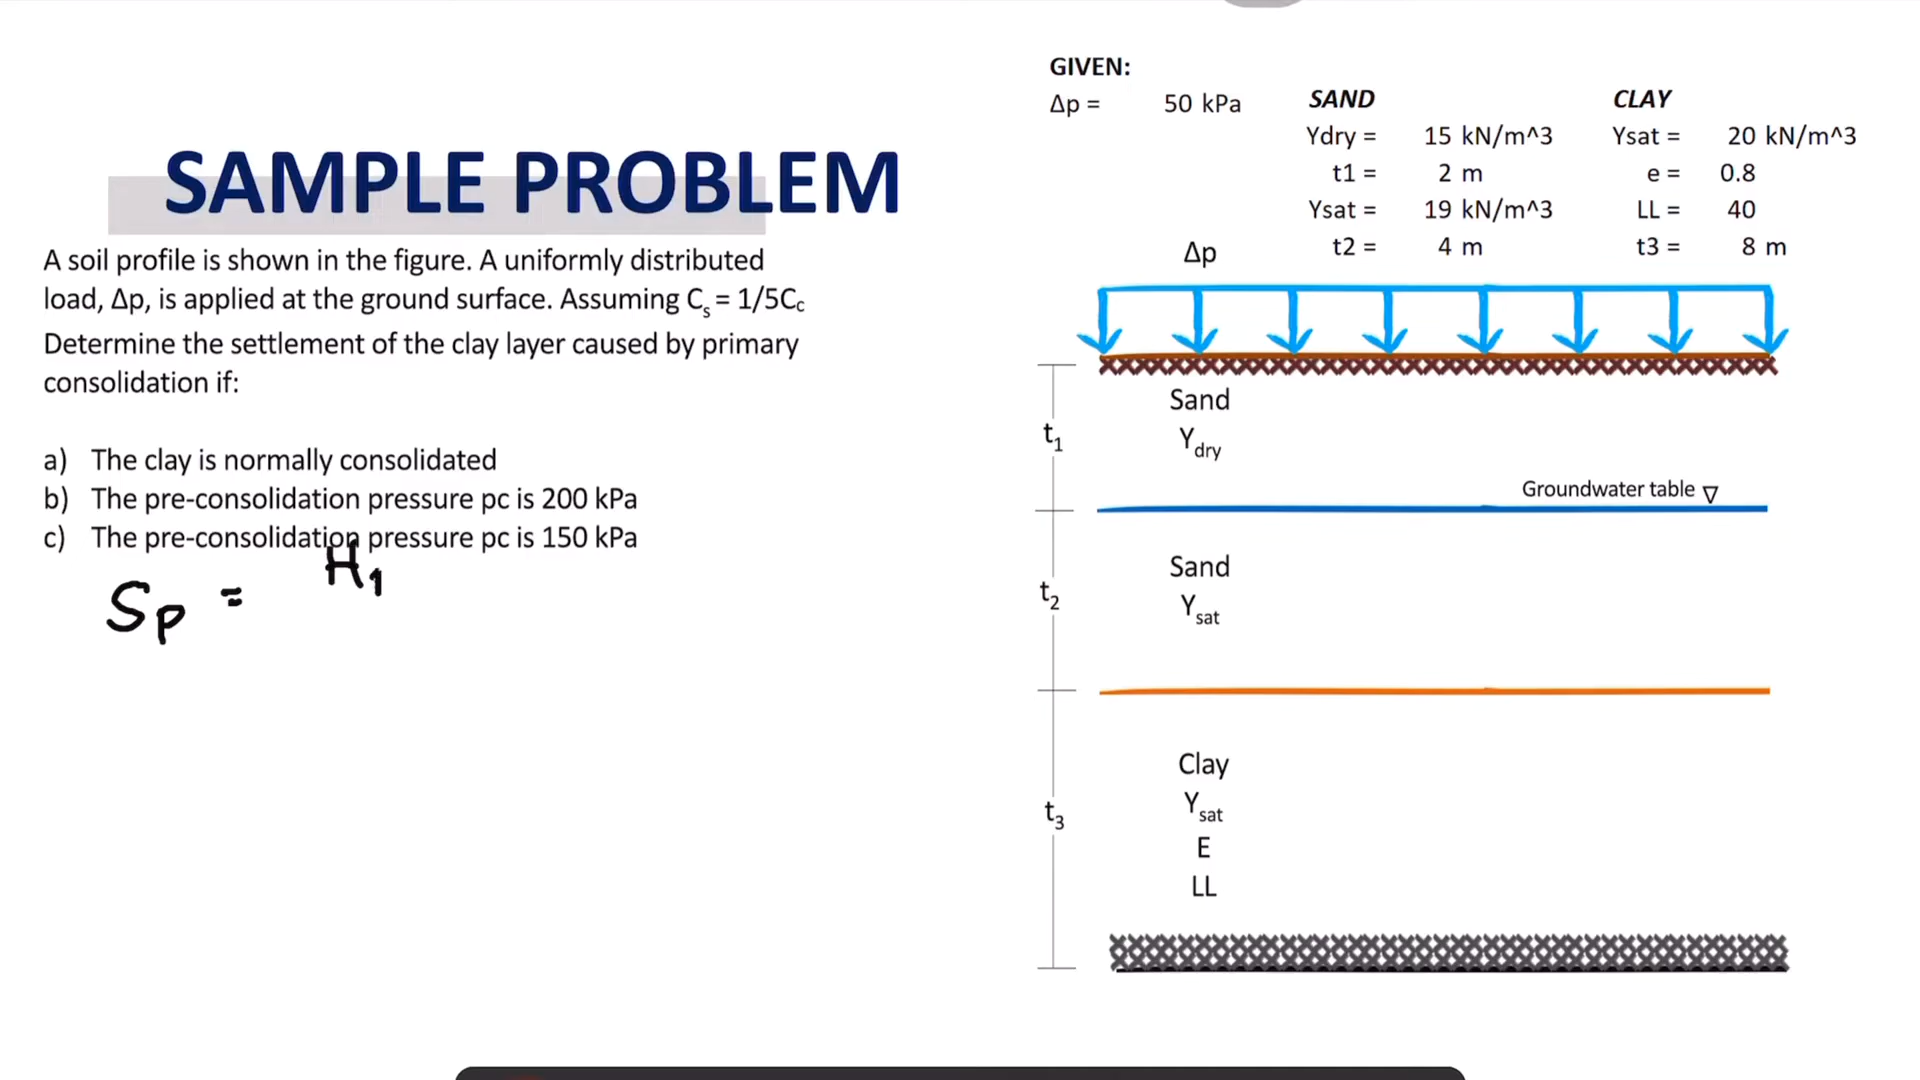 SAMPLE PROBLEM
A soil profile is shown in the figure. A uniformly distributed
load, Δp, is applied at the ground surface. Assuming Cs = 1/5Cc
Determine the settlement of the clay layer caused by primary
consolidation if:
a) The clay is normally consolidated
b) The pre-consolidation pressure pc is 200 kPa
c) The pre-consolidation pressure pc is 150 kPa
Sp = H1
GIVEN:
Δp = 50 kPa
SAND
Ydry = 15 kN/m^3
t1 = 2 m
Ysat = 19 kN/m^3
t2 = 4 m
CLAY
Ysat = 20 kN/m^3
e = 0.8
LL = 40
t3 = 8 m
Δp
t1
Sand
Ydry
Groundwater table
t2
Sand
Ysat
t3
Clay
Ysat
E
LL